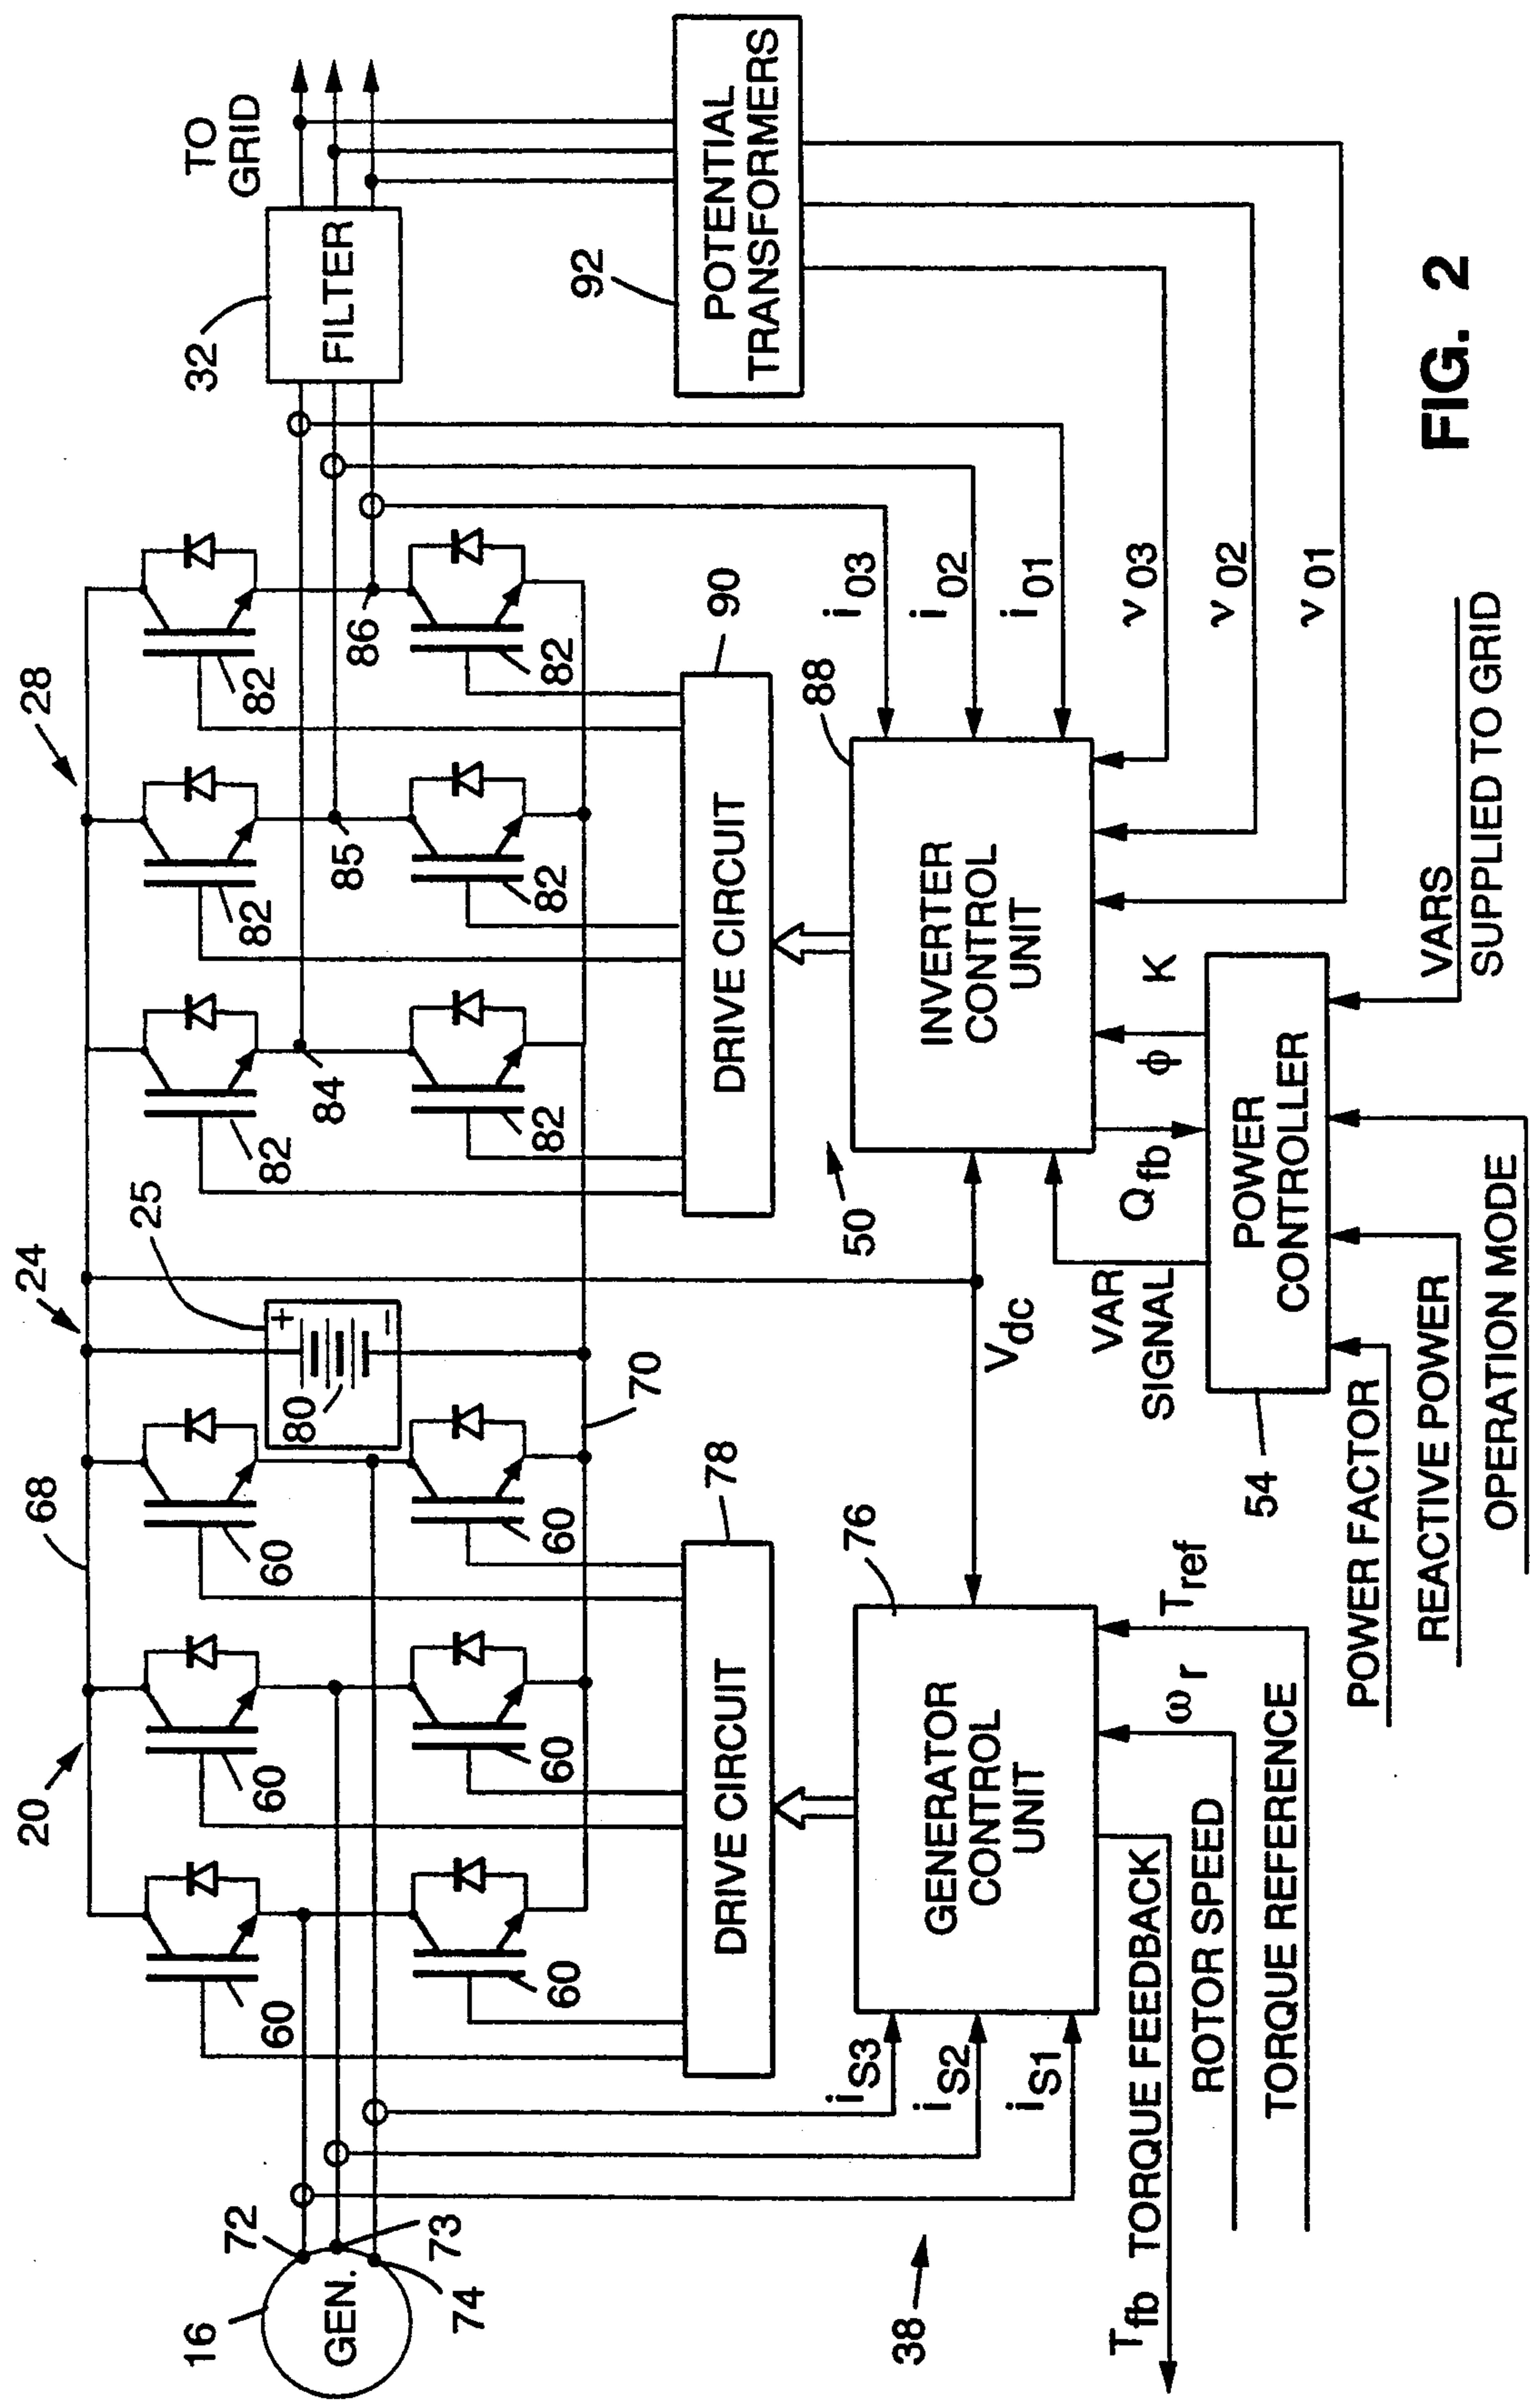 20
68
24
25
28
TO
GRID
32
FILTER
16
GEN.
72
73
74
60
60
60
60
60
60
80
+
−
70
82
82
82
82
82
82
84
85
86
92
POTENTIAL
TRANSFORMERS
78
DRIVE CIRCUIT
90
DRIVE CIRCUIT
38
iS3
iS2
iS1
76
GENERATOR
CONTROL
UNIT
Vdc
50
88
INVERTER
CONTROL
UNIT
i03
i02
i01
v03
v02
v01
Tfb TORQUE FEEDBACK
ROTOR SPEED
ωr
TORQUE REFERENCE
Tref
VAR
SIGNAL
Qfb
ϕ
K
54
POWER
CONTROLLER
POWER FACTOR
REACTIVE POWER
OPERATION MODE
VARS
SUPPLIED TO GRID
FIG. 2